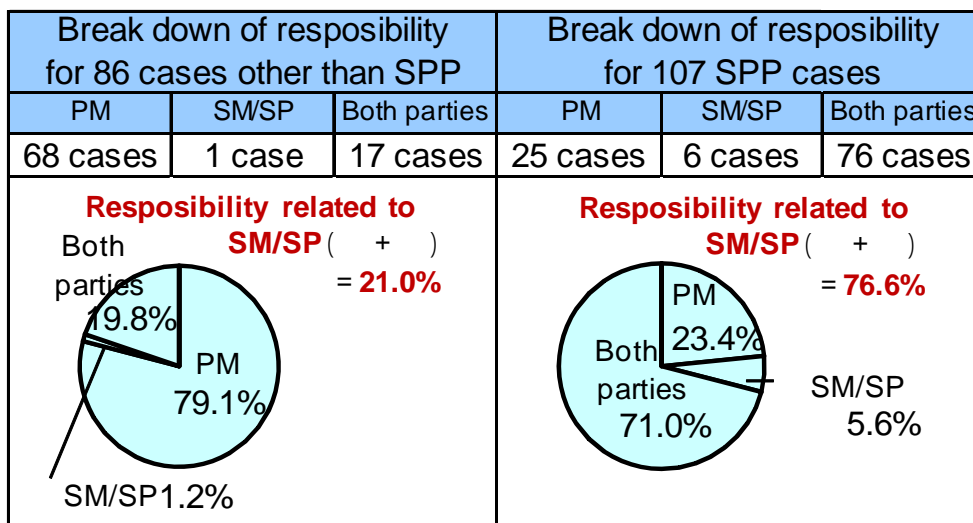 Break down of resposibility
for 86 cases other than SPP
PM SM/SP Both parties
68 cases 1 case 17 cases
Resposibility related to
SM/SP ( + )
= 21.0%
Both
parties
19.8%
PM
79.1%
SM/SP 1.2%
Break down of resposibility
for 107 SPP cases
PM SM/SP Both parties
25 cases 6 cases 76 cases
Resposibility related to
SM/SP ( + )
= 76.6%
PM
23.4%
Both
parties
71.0%
SM/SP
5.6%